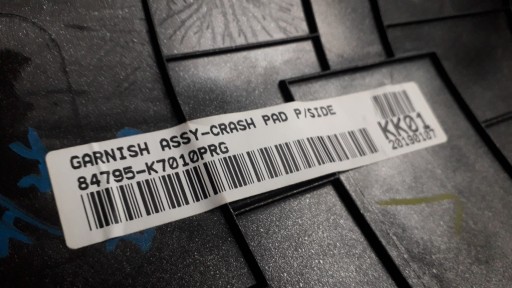 GARNISH ASSY-CRASH PAD P/SIDE
84795-K7010PRG
KK01
20190107